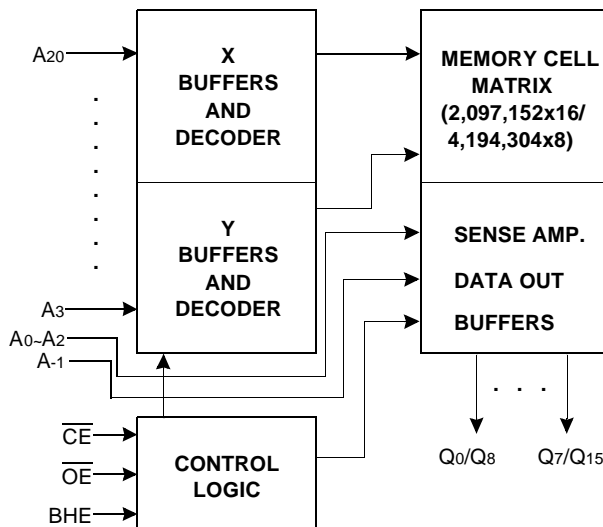 A20
X
BUFFERS
AND
DECODER
MEMORY CELL
MATRIX
(2,097,152x16/
4,194,304x8)
Y
BUFFERS
AND
DECODER
SENSE AMP.
DATA OUT
BUFFERS
A3
A0~A2
A-1
CE
OE
BHE
CONTROL
LOGIC
. . .
Q0/Q8
Q7/Q15